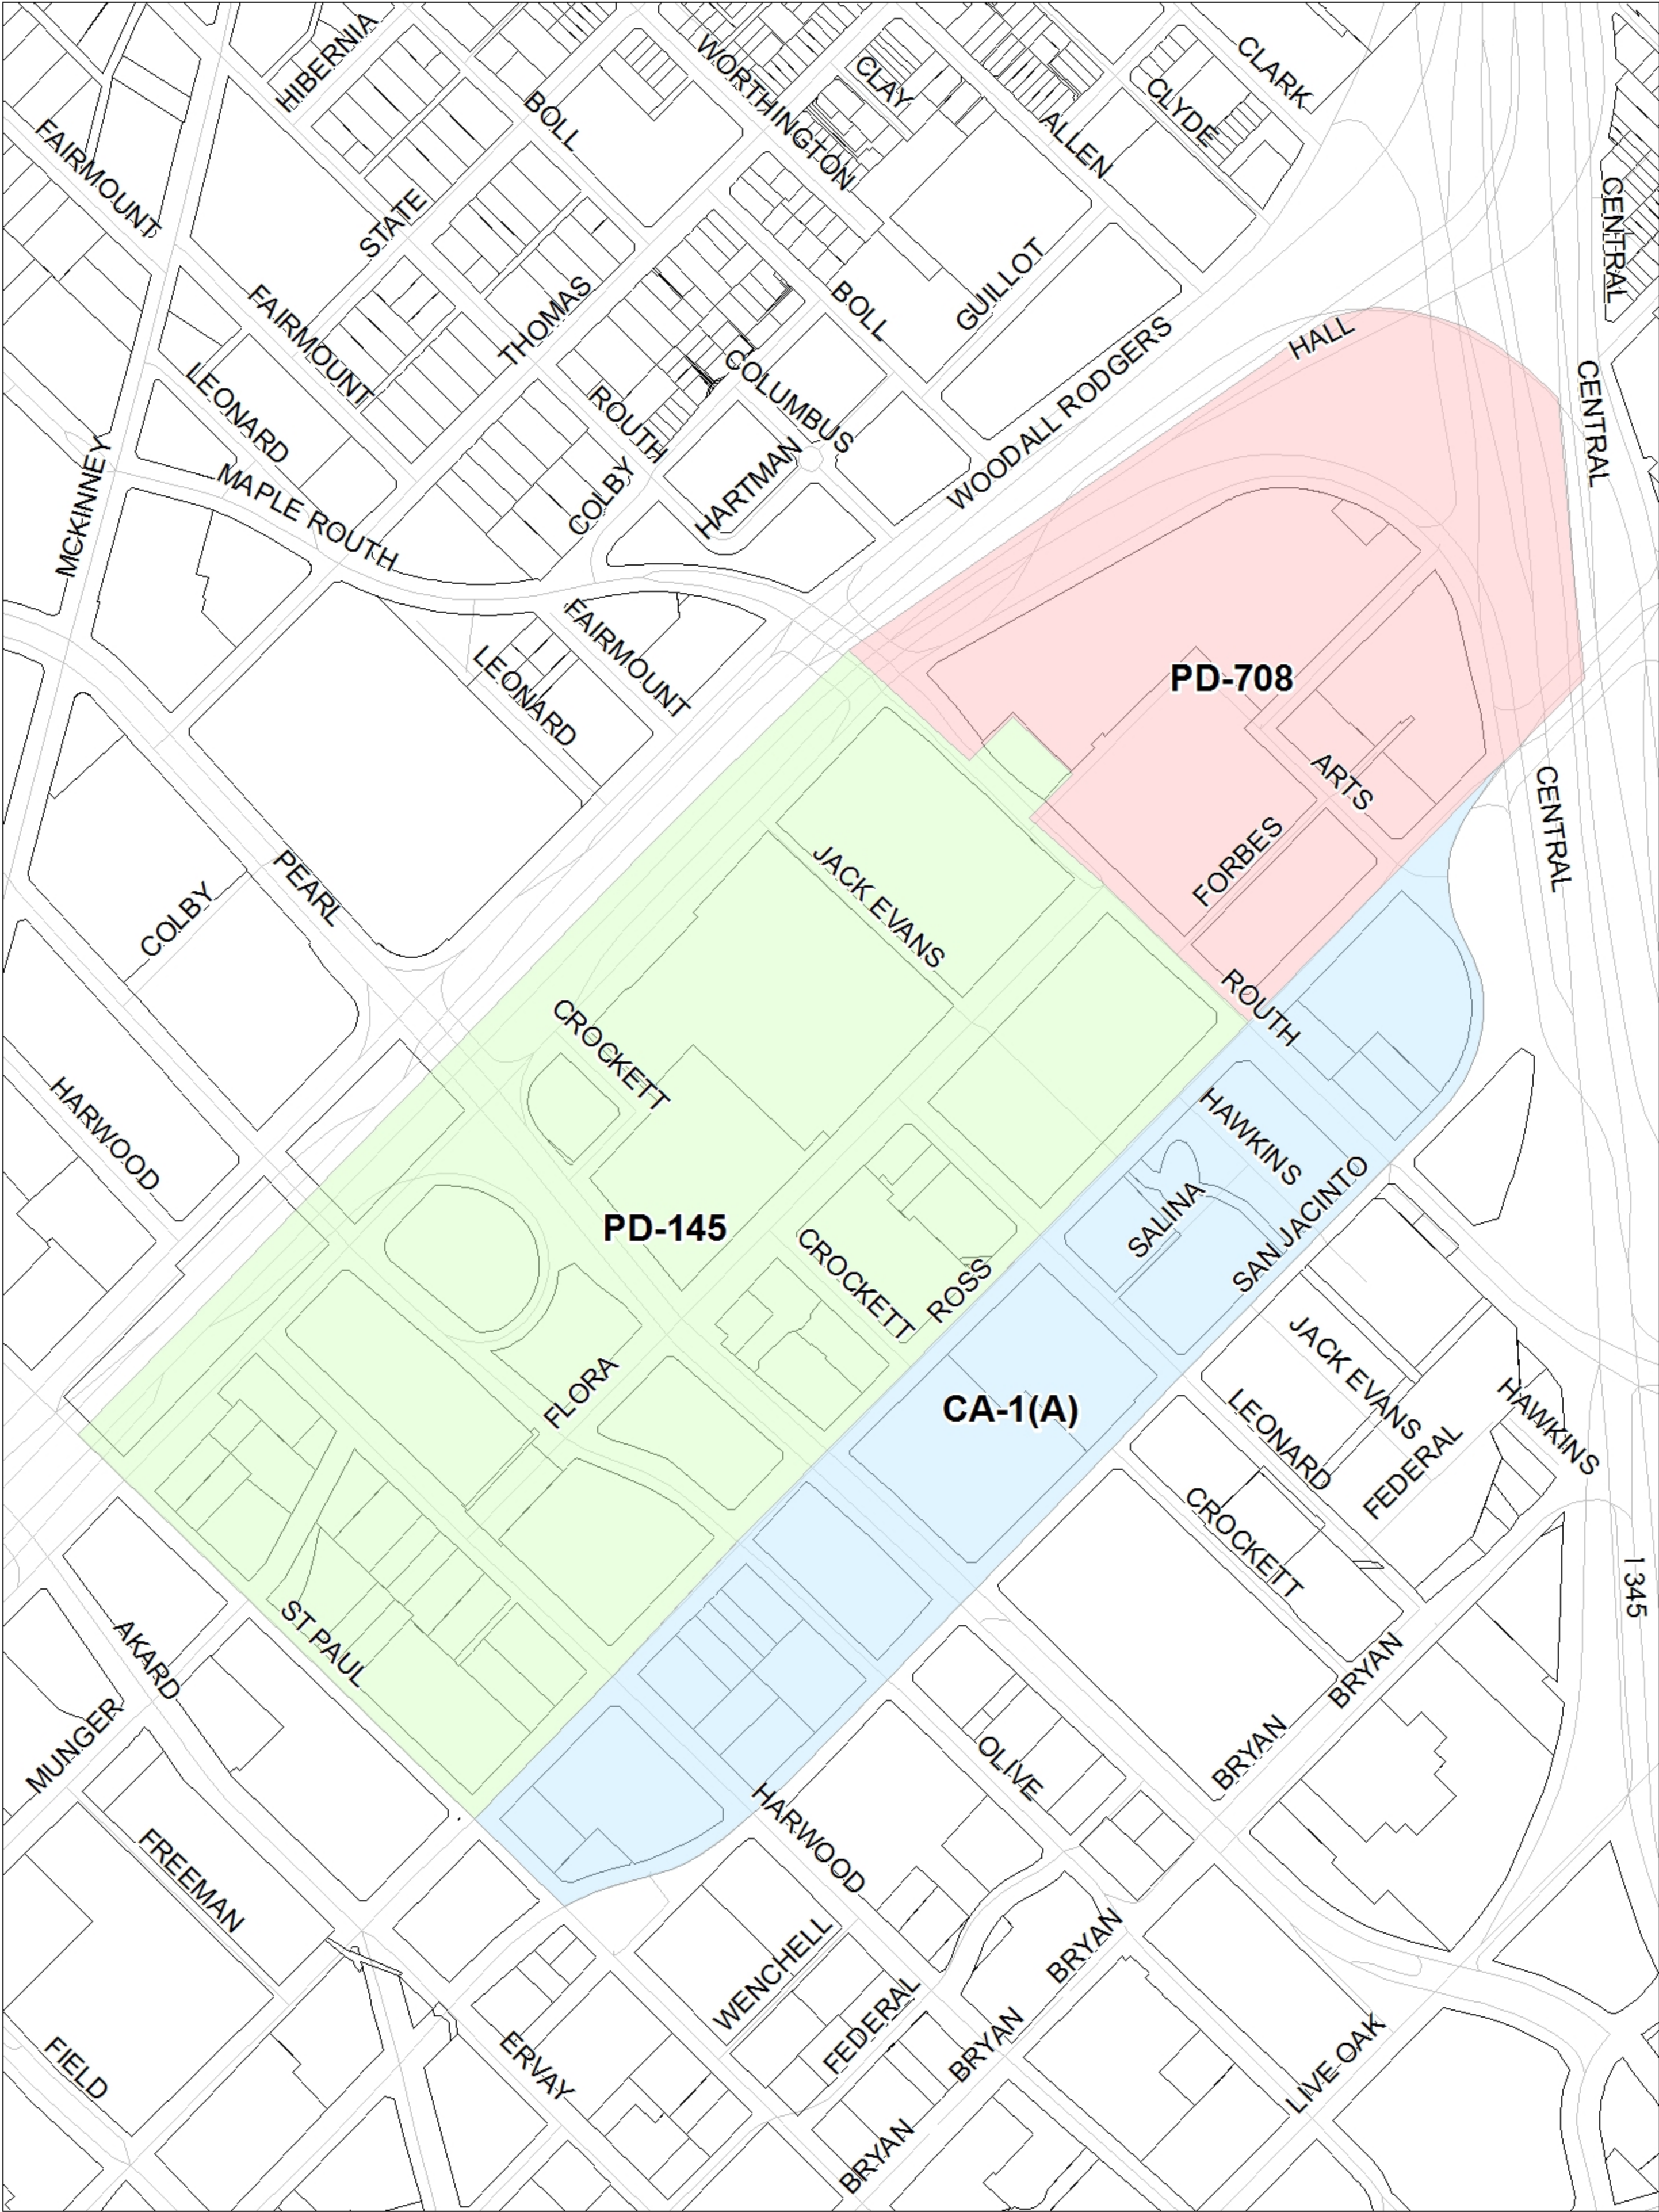 HIBERNIA
WORTHINGTON
CLAY
CLARK
CLYDE
BOLL
ALLEN
FAIRMOUNT
STATE
CENTRAL
GUILLOT
BOLL
THOMAS
FAIRMOUNT
HALL
COLUMBUS
WOODALL RODGERS
LEONARD
ROUTH
CENTRAL
HARTMAN
COLBY
MCKINNEY
MAPLE ROUTH
FAIRMOUNT
LEONARD
PD-708
ARTS
CENTRAL
FORBES
JACK EVANS
PEARL
COLBY
ROUTH
CROCKETT
HARWOOD
HAWKINS
SALINA
SAN JACINTO
PD-145
CROCKETT
ROSS
JACK EVANS
FLORA
CA-1(A)
LEONARD
HAWKINS
FEDERAL
CROCKETT
I 345
ST PAUL
AKARD
BRYAN
MUNGER
BRYAN
OLIVE
HARWOOD
FREEMAN
WENCHELL
BRYAN
FEDERAL
BRYAN
ERVAY
FIELD
LIVE OAK
BRYAN